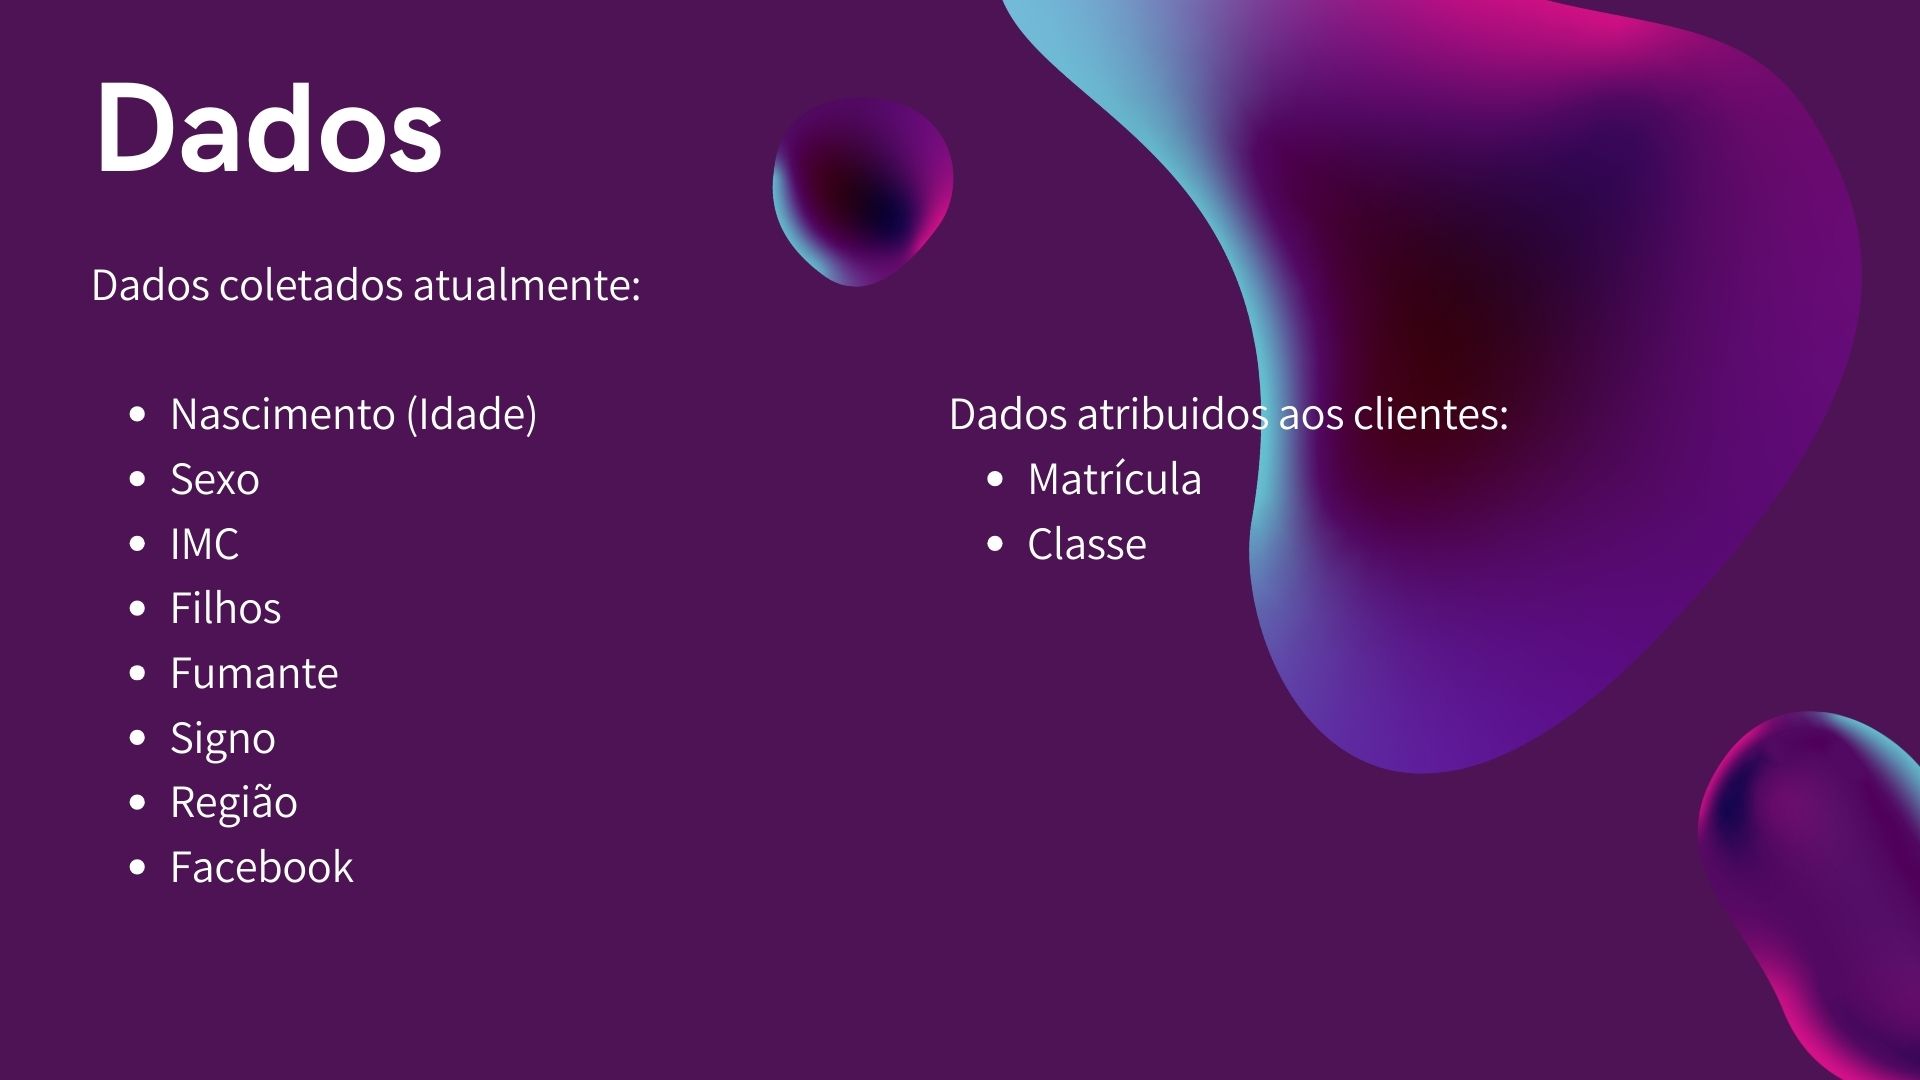 Dados
Dados coletados atualmente:
• Nascimento (Idade)
• Sexo
• IMC
• Filhos
• Fumante
• Signo
• Região
• Facebook
Dados atribuidos aos clientes:
• Matrícula
• Classe